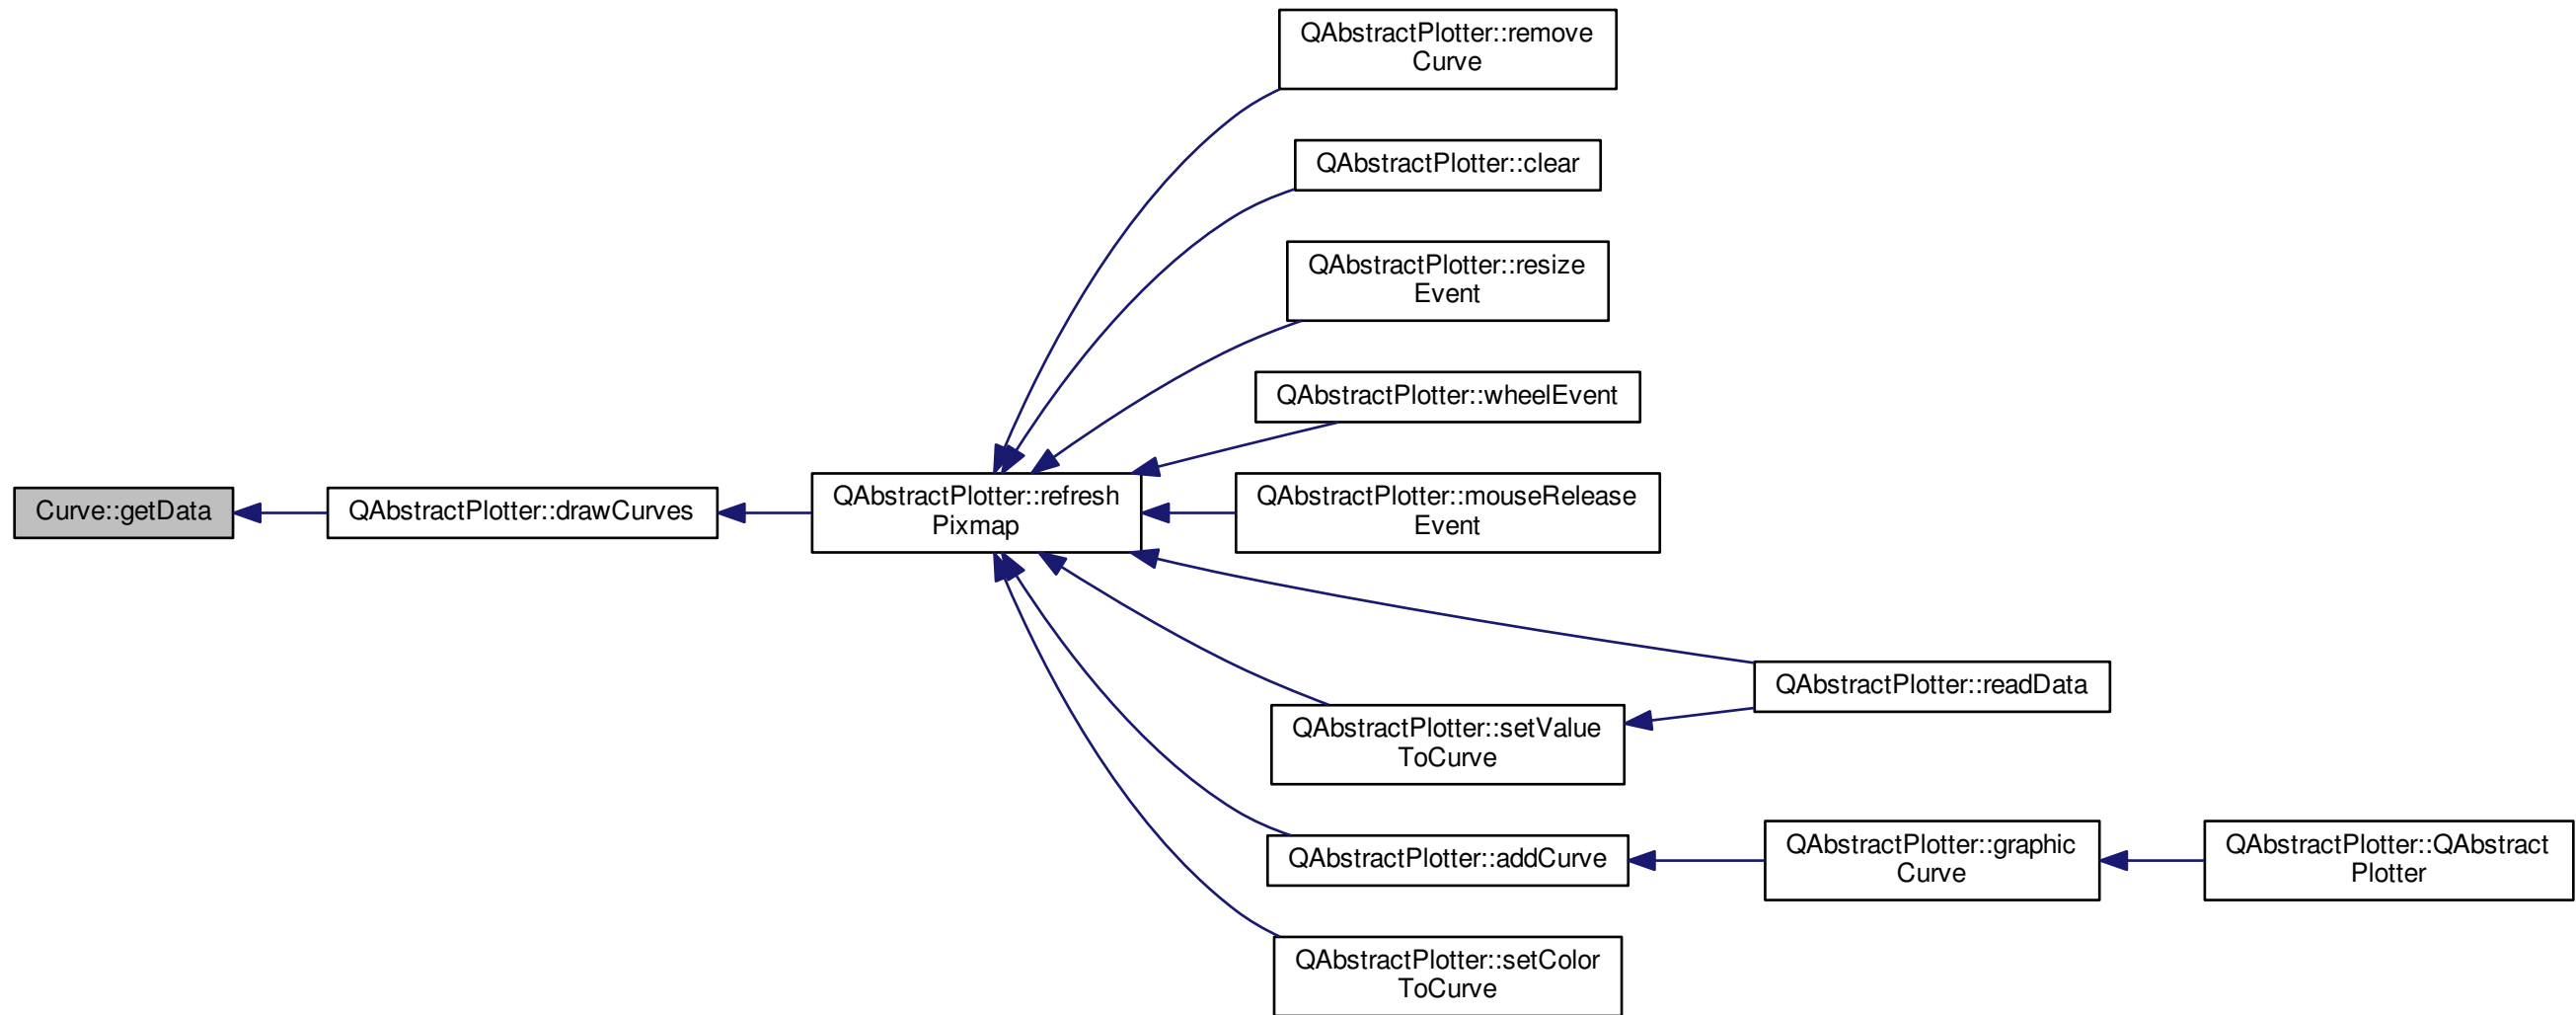 QAbstractPlotter::remove
Curve
QAbstractPlotter::clear
QAbstractPlotter::resize
Event
QAbstractPlotter::wheelEvent
Curve::getData
QAbstractPlotter::drawCurves
QAbstractPlotter::refresh
Pixmap
QAbstractPlotter::mouseRelease
Event
QAbstractPlotter::readData
QAbstractPlotter::setValue
ToCurve
QAbstractPlotter::addCurve
QAbstractPlotter::graphic
Curve
QAbstractPlotter::QAbstract
Plotter
QAbstractPlotter::setColor
ToCurve